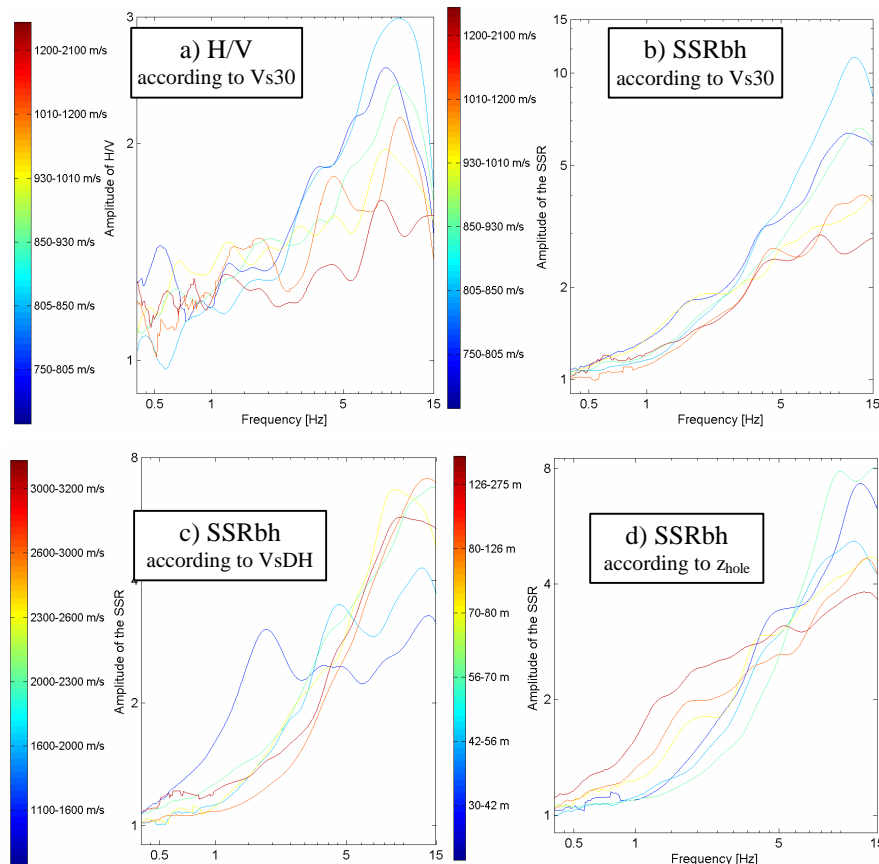 a) H/V
according to Vs30
1200-2100 m/s
1010-1200 m/s
930-1010 m/s
850-930 m/s
805-850 m/s
750-805 m/s
Amplitude of H/V
3
2
1
0.5
1
5
15
Frequency [Hz]
b) SSRbh
according to Vs30
1200-2100 m/s
1010-1200 m/s
930-1010 m/s
850-930 m/s
805-850 m/s
750-805 m/s
Amplitude of the SSR
15
10
5
2
1
0.5
1
5
15
Frequency [Hz]
c) SSRbh
according to VsDH
3000-3200 m/s
2600-3000 m/s
2300-2600 m/s
2000-2300 m/s
1600-2000 m/s
1100-1600 m/s
Amplitude of the SSR
8
4
2
1
0.5
1
5
15
Frequency [Hz]
d) SSRbh
according to zhole
126-275 m
80-126 m
70-80 m
56-70 m
42-56 m
30-42 m
Amplitude of the SSR
8
4
2
1
0.5
1
5
15
Frequency [Hz]